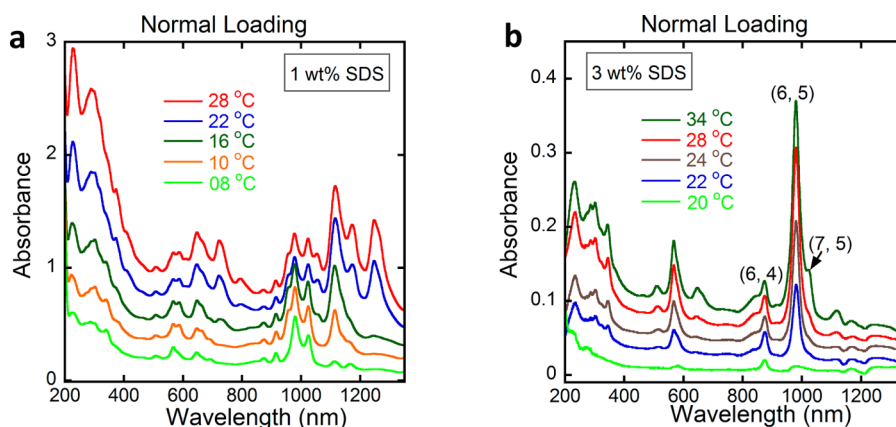 a
Normal Loading
3
2
1
0
Absorbance
1 wt% SDS
28 °C
22 °C
16 °C
10 °C
08 °C
200 400 600 800 1000 1200
Wavelength (nm)
b
Normal Loading
0.4
0.3
0.2
0.1
0
Absorbance
3 wt% SDS
34 °C
28 °C
24 °C
22 °C
20 °C
(6, 5)
(6, 4)
(7, 5)
200 400 600 800 1000 1200
Wavelength (nm)